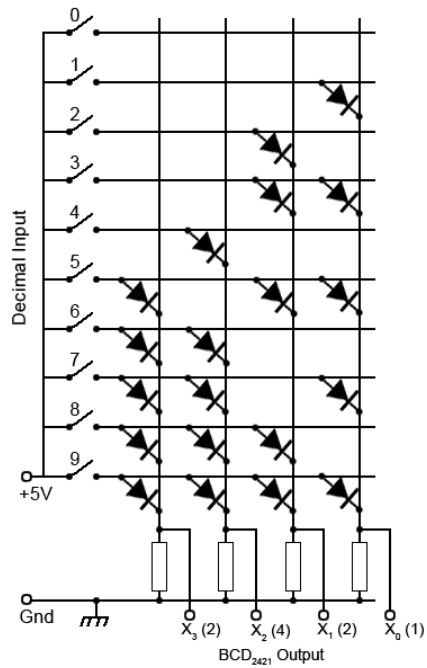 0
1
2
3
4
5
6
7
8
9
Decimal Input
+5V
Gnd
X₃ (2) X₂ (4) X₁ (2) X₀ (1)
BCD₂₄₂₁ Output